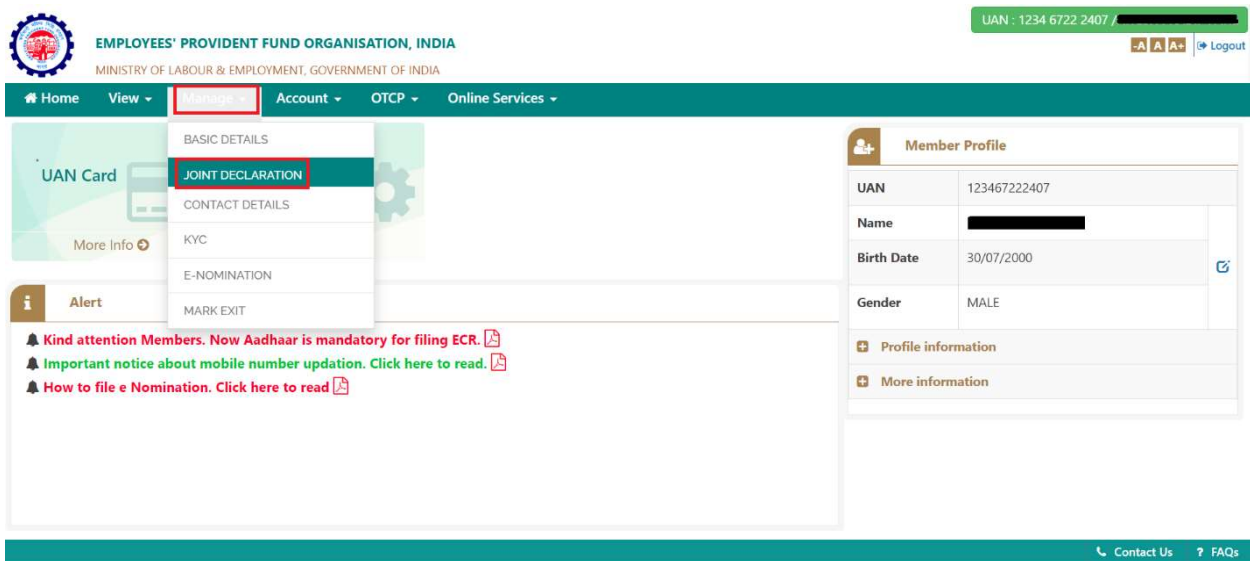 UAN : 1234 6722 2407 /
EMPLOYEES' PROVIDENT FUND ORGANISATION, INDIA
MINISTRY OF LABOUR & EMPLOYMENT, GOVERNMENT OF INDIA
-A A A+ Logout
Home View Manage Account OTCP Online Services
BASIC DETAILS
JOINT DECLARATION
CONTACT DETAILS
KYC
E-NOMINATION
MARK EXIT
UAN Card
More Info
Member Profile
UAN 123467222407
Name
Birth Date 30/07/2000
Gender MALE
Profile information
More information
Alert
Kind attention Members. Now Aadhaar is mandatory for filing ECR.
Important notice about mobile number updation. Click here to read.
How to file e Nomination. Click here to read
Contact Us ? FAQs